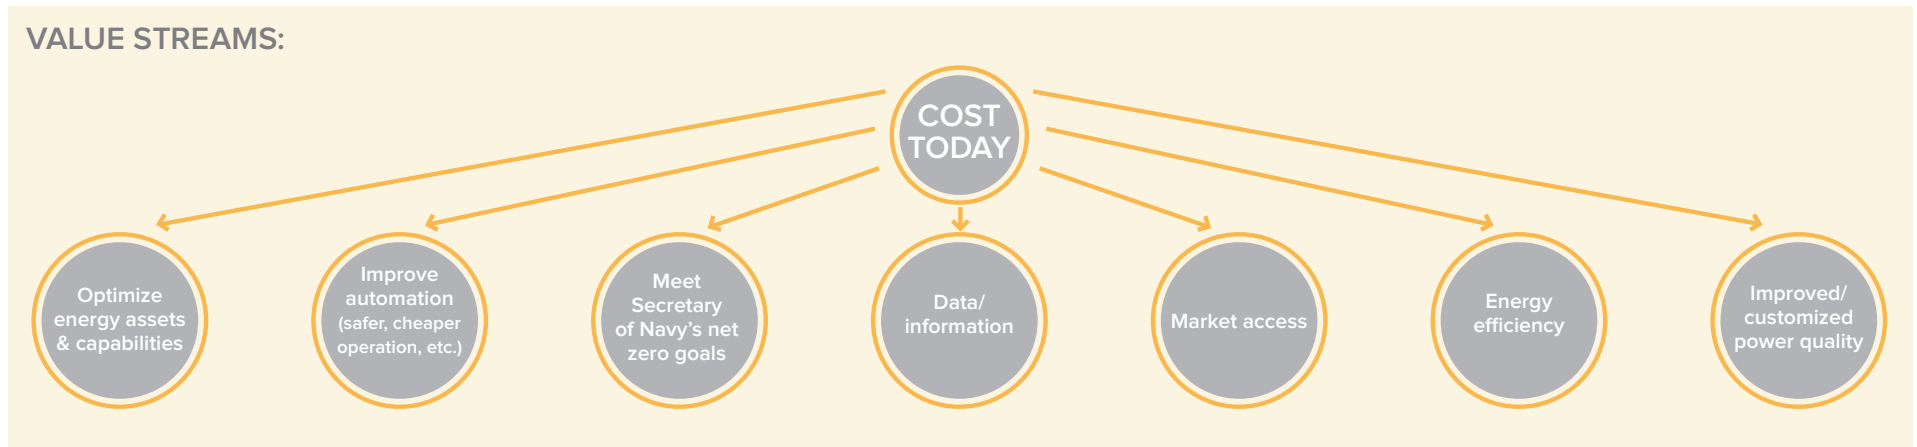 VALUE STREAMS:
COST
TODAY
Optimize
energy assets
& capabilities
Improve
automation
(safer, cheaper
operation, etc.)
Meet
Secretary
of Navy’s net
zero goals
Data/
information
Market access
Energy
efficiency
Improved/
customized
power quality